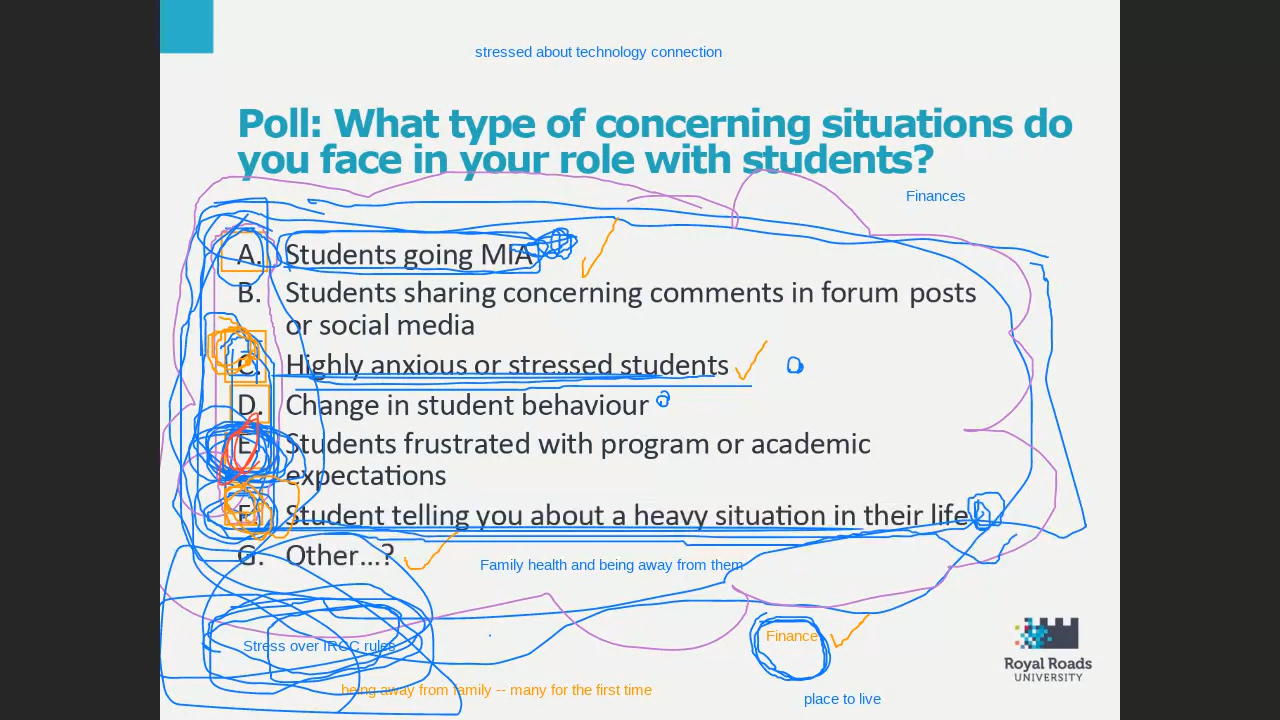 stressed about technology connection
Poll: What type of concerning situations do
you face in your role with students?
Finances
A. Students going MIA
B. Students sharing concerning comments in forum posts
or social media
C. Highly anxious or stressed students
D. Change in student behaviour
E. Students frustrated with program or academic
expectations
F. Student telling you about a heavy situation in their life
G. Other...?
Family health and being away from them
Finance
Stress over IRCC rules
being away from family -- many for the first time
place to live
Royal Roads
UNIVERSITY